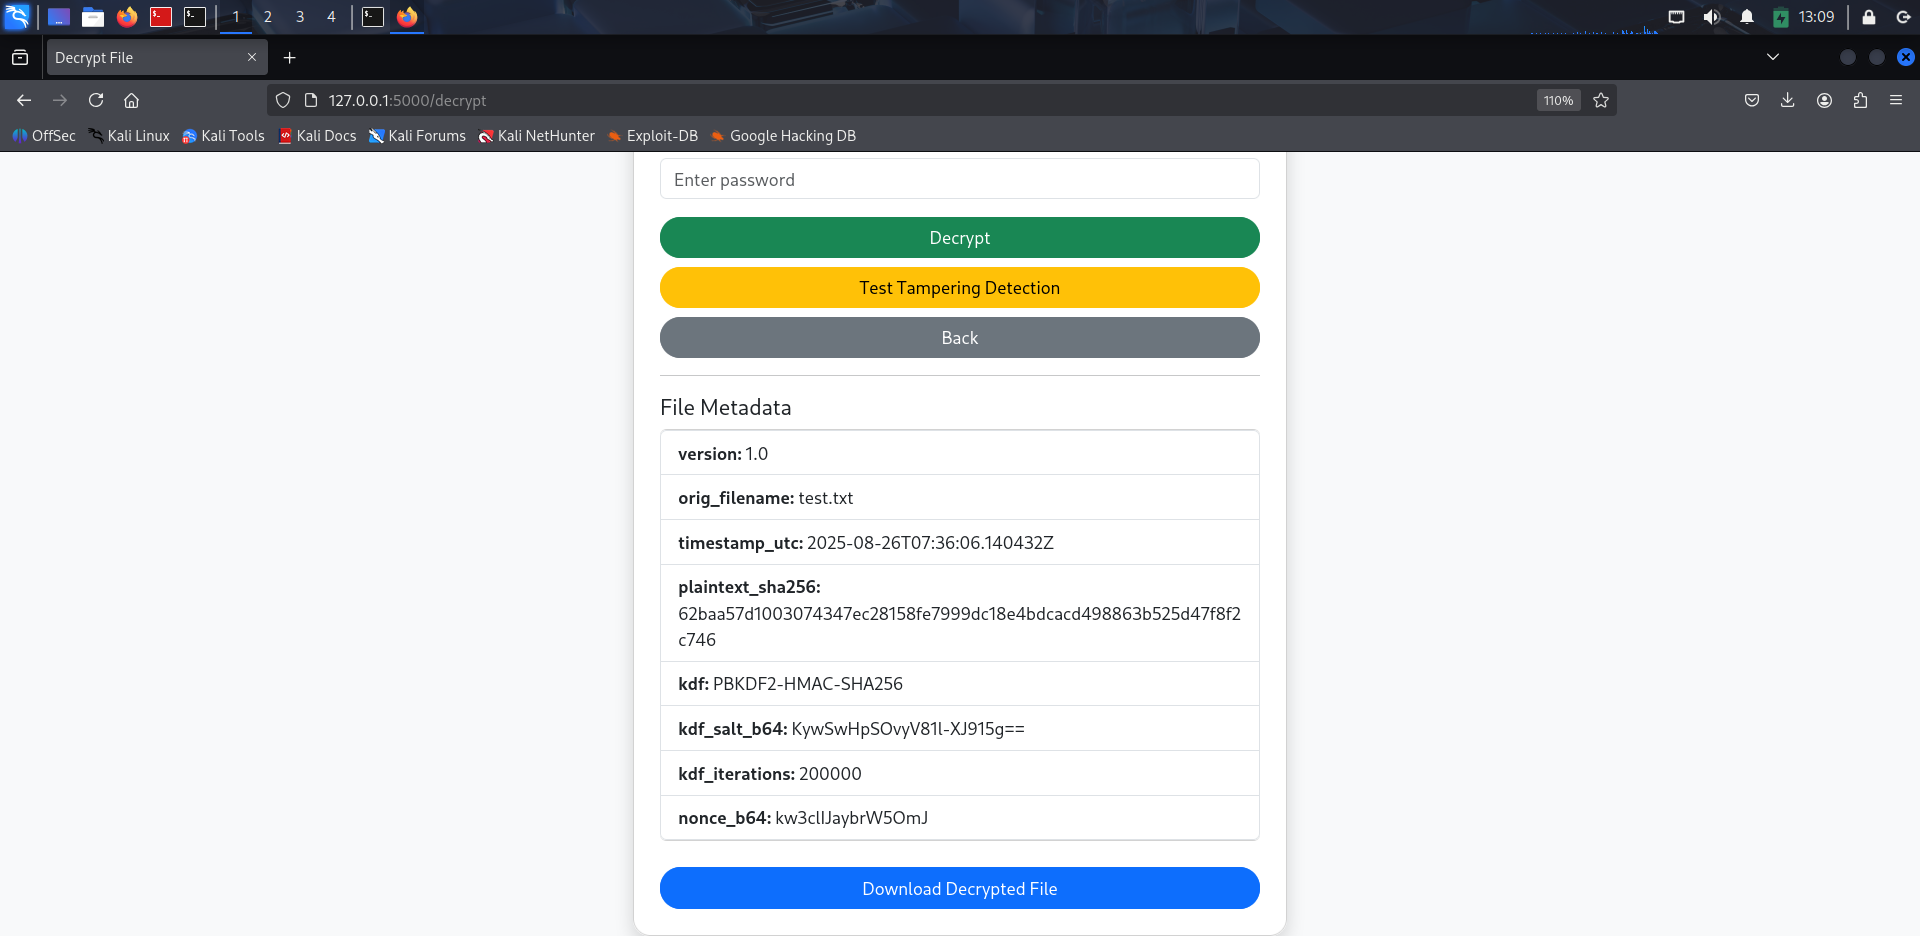 1 2 3 4 13:09
Decrypt File
127.0.0.1:5000/decrypt 110%
OffSec Kali Linux Kali Tools Kali Docs Kali Forums Kali NetHunter Exploit-DB Google Hacking DB
Enter password
Decrypt
Test Tampering Detection
Back
File Metadata
version: 1.0
orig_filename: test.txt
timestamp_utc: 2025-08-26T07:36:06.140432Z
plaintext_sha256:
62baa57d1003074347ec28158fe7999dc18e4bdcacd498863b525d47f8f2
c746
kdf: PBKDF2-HMAC-SHA256
kdf_salt_b64: KywSwHpSOvyV81l-XJ915g==
kdf_iterations: 200000
nonce_b64: kw3clIJaybrW5OmJ
Download Decrypted File